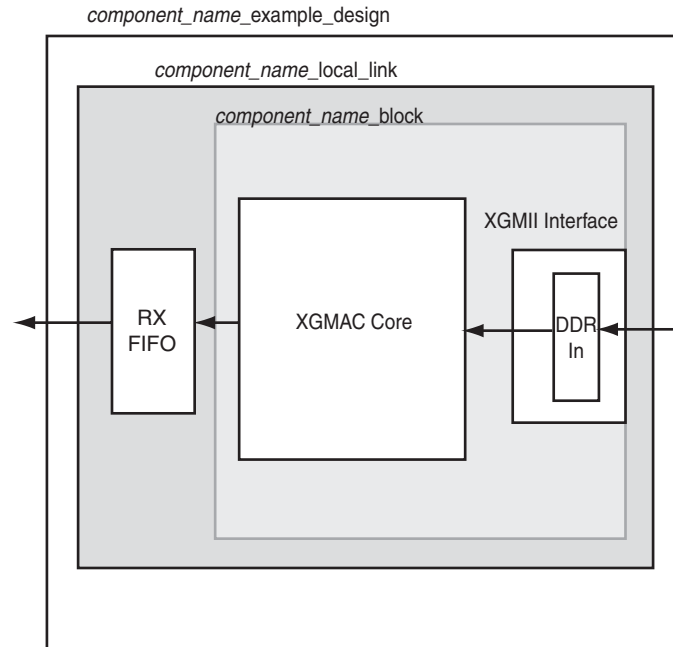 component_name_example_design
component_name_local_link
component_name_block
XGMII Interface
RX
FIFO
XGMAC Core
DDR
In